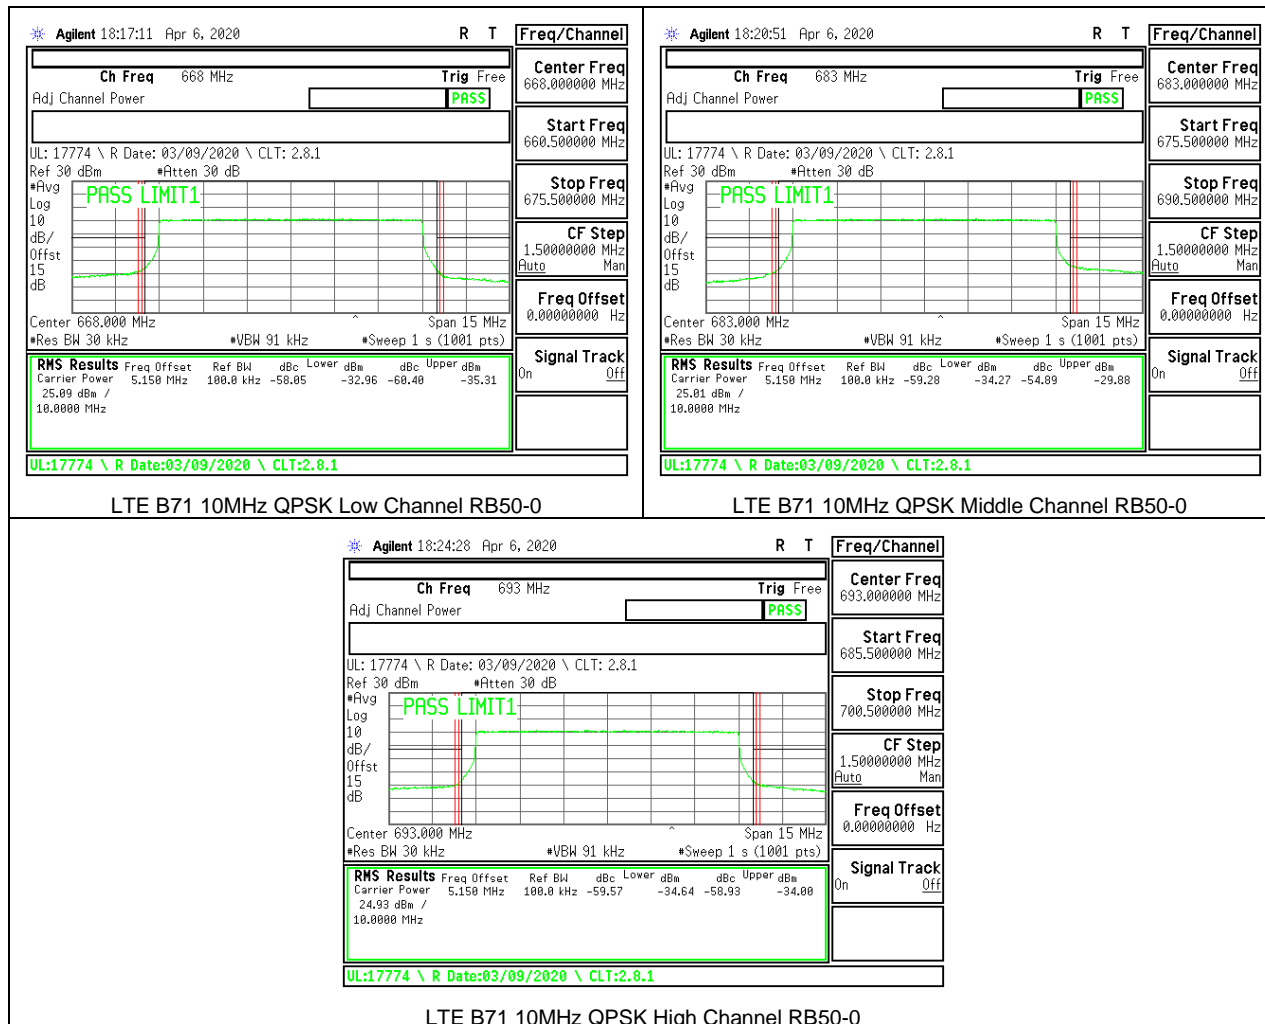 Agilent 18:17:11 Apr 6, 2020 R T Freq/Channel
Ch Freq 668 MHz Trig Free
Adj Channel Power PASS
UL: 17774 \ R Date: 03/09/2020 \ CLT: 2.8.1
Ref 30 dBm #Atten 30 dB
#Avg
Log
10
dB/
Offst
15
dB
PASS LIMIT1
Center 668.000 MHz ^ Span 15 MHz
#Res BW 30 kHz #VBW 91 kHz #Sweep 1 s (1001 pts)
RMS Results Freq Offset Ref BW dBc Lower dBm dBc Upper dBm
Carrier Power 5.150 MHz 100.0 kHz -58.05 -32.96 -60.40 -35.31
25.09 dBm /
10.0000 MHz
Center Freq
668.000000 MHz
Start Freq
660.500000 MHz
Stop Freq
675.500000 MHz
CF Step
1.50000000 MHz
Auto Man
Freq Offset
0.00000000 Hz
Signal Track
On Off
UL:17774 \ R Date:03/09/2020 \ CLT:2.8.1
LTE B71 10MHz QPSK Low Channel RB50-0
Agilent 18:20:51 Apr 6, 2020 R T Freq/Channel
Ch Freq 683 MHz Trig Free
Adj Channel Power PASS
UL: 17774 \ R Date: 03/09/2020 \ CLT: 2.8.1
Ref 30 dBm #Atten 30 dB
#Avg
Log
10
dB/
Offst
15
dB
PASS LIMIT1
Center 683.000 MHz ^ Span 15 MHz
#Res BW 30 kHz #VBW 91 kHz #Sweep 1 s (1001 pts)
RMS Results Freq Offset Ref BW dBc Lower dBm dBc Upper dBm
Carrier Power 5.150 MHz 100.0 kHz -59.28 -34.27 -54.89 -29.88
25.01 dBm /
10.0000 MHz
Center Freq
683.000000 MHz
Start Freq
675.500000 MHz
Stop Freq
690.500000 MHz
CF Step
1.50000000 MHz
Auto Man
Freq Offset
0.00000000 Hz
Signal Track
On Off
UL:17774 \ R Date:03/09/2020 \ CLT:2.8.1
LTE B71 10MHz QPSK Middle Channel RB50-0
Agilent 18:24:28 Apr 6, 2020 R T Freq/Channel
Ch Freq 693 MHz Trig Free
Adj Channel Power PASS
UL: 17774 \ R Date: 03/09/2020 \ CLT: 2.8.1
Ref 30 dBm #Atten 30 dB
#Avg
Log
10
dB/
Offst
15
dB
PASS LIMIT1
Center 693.000 MHz ^ Span 15 MHz
#Res BW 30 kHz #VBW 91 kHz #Sweep 1 s (1001 pts)
RMS Results Freq Offset Ref BW dBc Lower dBm dBc Upper dBm
Carrier Power 5.150 MHz 100.0 kHz -59.57 -34.64 -58.93 -34.00
24.93 dBm /
10.0000 MHz
Center Freq
693.000000 MHz
Start Freq
685.500000 MHz
Stop Freq
700.500000 MHz
CF Step
1.50000000 MHz
Auto Man
Freq Offset
0.00000000 Hz
Signal Track
On Off
UL:17774 \ R Date:03/09/2020 \ CLT:2.8.1
LTE B71 10MHz QPSK High Channel RB50-0